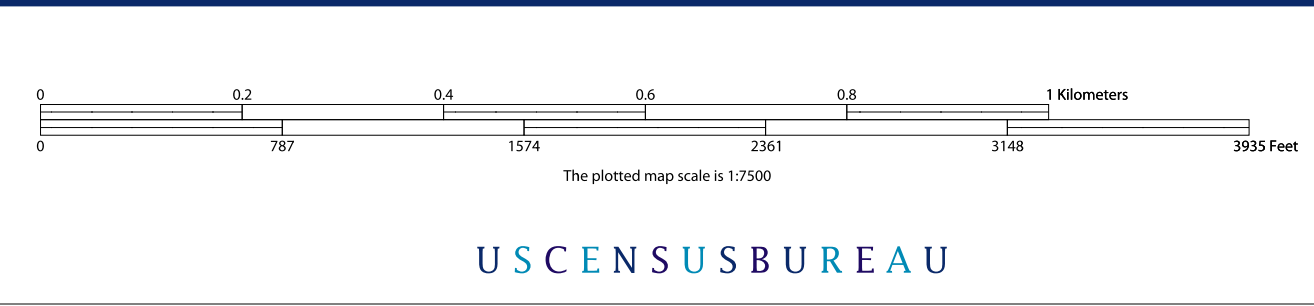 0 0.2 0.4 0.6 0.8 1 Kilometers
0 787 1574 2361 3148 3935 Feet
The plotted map scale is 1:7500
USCENSUSBUREAU